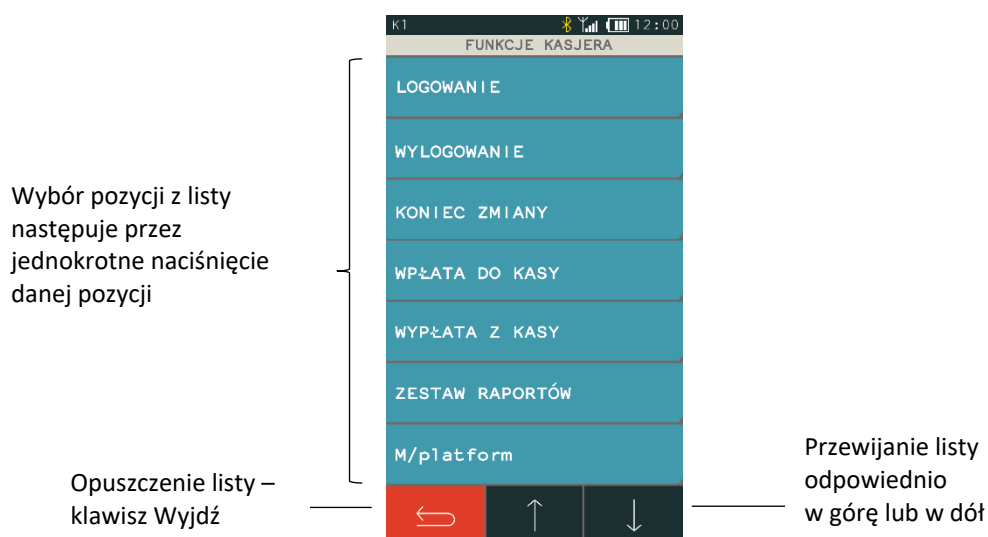 K1 12:00
FUNKCJE KASJERA
LOGOWANIE
WYLOGOWANIE
KONIEC ZMIANY
WPŁATA DO KASY
WYPŁATA Z KASY
ZESTAW RAPORTÓW
M/platform
Wybór pozycji z listy
następuje przez
jednokrotne naciśnięcie
danej pozycji
Opuszczenie listy –
klawisz Wyjdź
Przewijanie listy
odpowiednio
w górę lub w dół